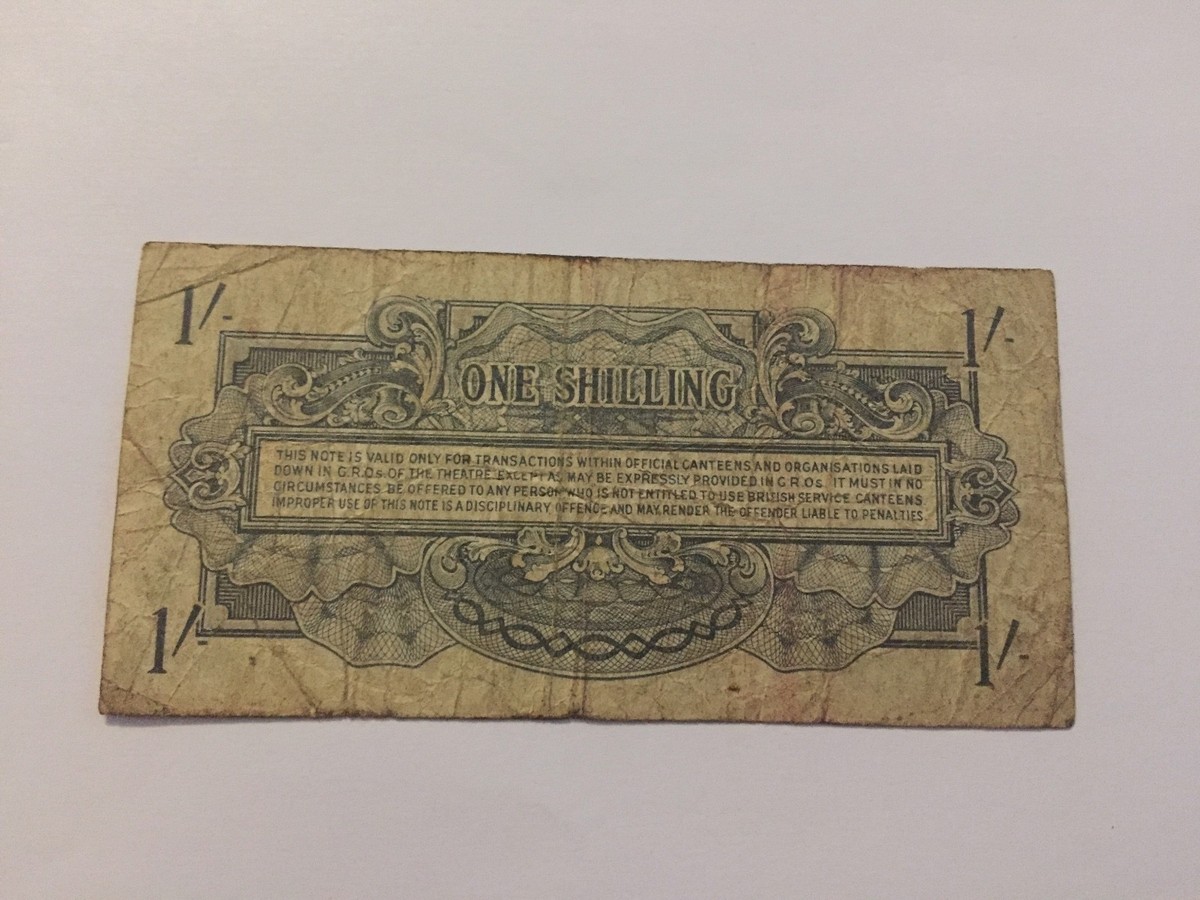 1/- 1/-
ONE SHILLING
THIS NOTE IS VALID ONLY FOR TRANSACTIONS WITHIN OFFICIAL CANTEENS AND ORGANISATIONS LAID
DOWN IN G.R.Os. OF THE THEATRE EXCEPT AS MAY BE EXPRESSLY PROVIDED IN G.R.Os. IT MUST IN NO
CIRCUMSTANCES BE OFFERED TO ANY PERSON WHO IS NOT ENTITLED TO USE BRITISH SERVICE CANTEENS
IMPROPER USE OF THIS NOTE IS A DISCIPLINARY OFFENCE AND MAY RENDER THE OFFENDER LIABLE TO PENALTIES.
1/- 1/-